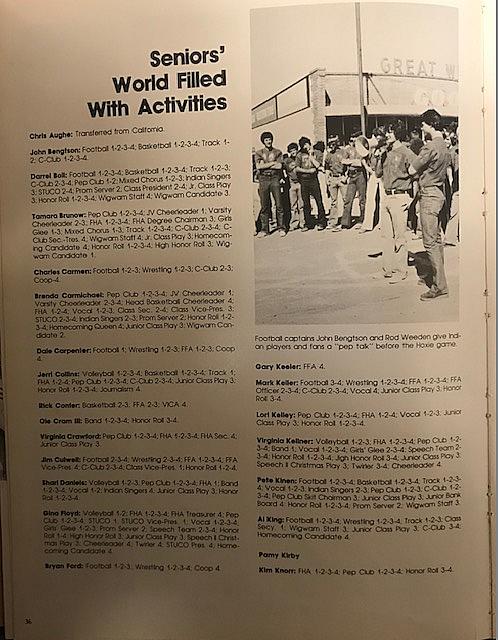 Seniors'
World Filled
With Activities
Chris Aughe: Transferred from California.
John Bengtson: Football 1-2-3-4; Basketball 1-2-3-4; Track 1-
2; C-Club 1-2-3-4.
Darrel Boll: Football 1-2-3-4; Basketball 1-2-3-4; Track 1-2-3;
C-Club 2-3-4; Pep Club 1-2; Mixed Chorus 1-2-3; Indian Singers
3; STUCO 2-4; Prom Server 2; Class President 2-4; Jr. Class Play
3; Honor Roll 1-2-3-4; Wigwam Staff 4; Wigwam Candidate 3.
Tamara Brunow: Pep Club 1-2-3-4; JV Cheerleader 1; Varsity
Cheerleader 2-3; FHA 1-2-3-4; FHA Degree Chairman 3; Girls
Glee 1-3; Mixed Chorus 1-3; Track 1-2-3-4; C-Club 2-3-4; C-
Club Sec.-Tres. 4; Wigwam Staff 4; Jr. Class Play 3; Homecom-
ing Candidate 4; Honor Roll 1-2-3-4; High Honor Roll 3; Wig-
wam Candidate 1.
Charles Carmen: Football 1-2-3; Wrestling 1-2-3; C-Club 2-3;
Coop-4.
Brenda Carmichael: Pep Club 1-2-3-4; JV Cheerleader 1;
Varsity Cheerleader 2-3-4; Head Basketball Cheerleader 4;
FHA 1-2-4; Vocal 1-2-3; Class Sec. 2-4; Class Vice-Pres. 3;
STUCO 2-3-4; Indian Singers 2-3; Prom Server 2; Honor Roll 1-2-
3-4; Homecoming Queen 4; Junior Class Play 3; Wigwam Can-
didate 2.
Dale Carpenter: Football 1; Wrestling 1-2-3; FFA 1-2-3; Coop
4.
Jerri Collins: Volleyball 1-2-3-4; Basketball 1-2-3-4; Track 1;
FHA 1-2-4; Pep Club 1-2-3-4; C-Club 2-3-4; Junior Class Play 3;
Honor Roll 1-2-3-4; Journalism 4.
Rick Confer: Basketball 2-3; FFA 2-3; VICA 4.
Ole Cram III: Band 1-2-3-4; Honor Roll 3-4.
Virginia Crawford: Pep Club 1-2-3-4; FHA 1-2-3-4; FHA Sec. 4;
Junior Class Play 3.
Jim Culwell: Football 2-3-4; Wrestling 2-3-4; FFA 1-2-3-4; FFA
Vice-Pres. 4; C-Club 2-3-4; Class Vice-Pres. 1; Honor Roll 1-2-4.
Shari Daniels: Volleyball 1-2-3; Pep Club 1-2-3-4; FHA 1; Band
1-2-3-4; Vocal 1-2; Indian Singers 4; Junior Class Play 3; Honor
Roll 1-2-3-4.
Gina Floyd: Volleyball 1-2; FHA 1-2-3-4; FHA Treasurer 4; Pep
Club 1-2-3-4; STUCO 1; STUCO Vice-Pres. 1; Vocal 1-2-3-4;
Girls Glee 1-2-3; Prom Server 2; Speech Team 2-3-4; Honor
Roll 1-4; High Honor Roll 3; Junior Class Play 3; Speech II Christ-
mas Play 3; Cheerleader 4; Twirler 4; STUCO Pres. 4; Home-
coming Candidate 4.
Bryan Ford: Football 1-2-3; Wrestling 1-2-3-4; Coop 4.
36
GREAT W
Football captains John Bengtson and Rod Weeden give Ind-
ian players and fans a "pep talk" before the Hoxie game.
Gary Keeler: FFA 4.
Mark Keller: Football 3-4; Wrestling 1-2-3-4; FFA 1-2-3-4; FFA
Officer 2-3-4; C-Club 2-3-4; Vocal 4; Junior Class Play 3; Honor
Roll 3-4.
Lori Kelley: Pep Club 1-2-3-4; FHA 1-2-4; Vocal 1-2-3; Junior
Class Play 3; Honor Roll 1-2-3-4.
Virginia Kellner: Volleyball 1-2-3; FHA 1-2-3-4; Pep Club 1-2-
3-4; Band 1; Vocal 1-2-3-4; Girls' Glee 2-3-4; Speech Team 2-
3-4; Honor Roll 1-2-3-4; High Honor Roll 3-4; Junior Class Play 3;
Speech II Christmas Play 3; Twirler 3-4; Cheerleader 4.
Pete Kinen: Football 1-2-3-4; Basketball 1-2-3-4; Track 1-2-3-
4; Vocal 1-2-3; Indian Singers 2-3; Pep Club 1-2-3; C-Club 1-2-
3-4; Pep Club Skit Chairman 3; Junior Class Play 3; Junior Bank
Board 4; Honor Roll 1-2-3-4; Prom Server 2; Wigwam Staff 3.
Al King: Football 1-2-3-4; Wrestling 1-2-3-4; Track 1-2-3; Class
Secy. 1; Wigwam Staff 3; Junior Class Play 3; C-Club 3-4;
Homecoming Candidate 4.
Pamy Kirby
Kim Knorr: FHA 1-2-3-4; Pep Club 1-2-3-4; Honor Roll 3-4.